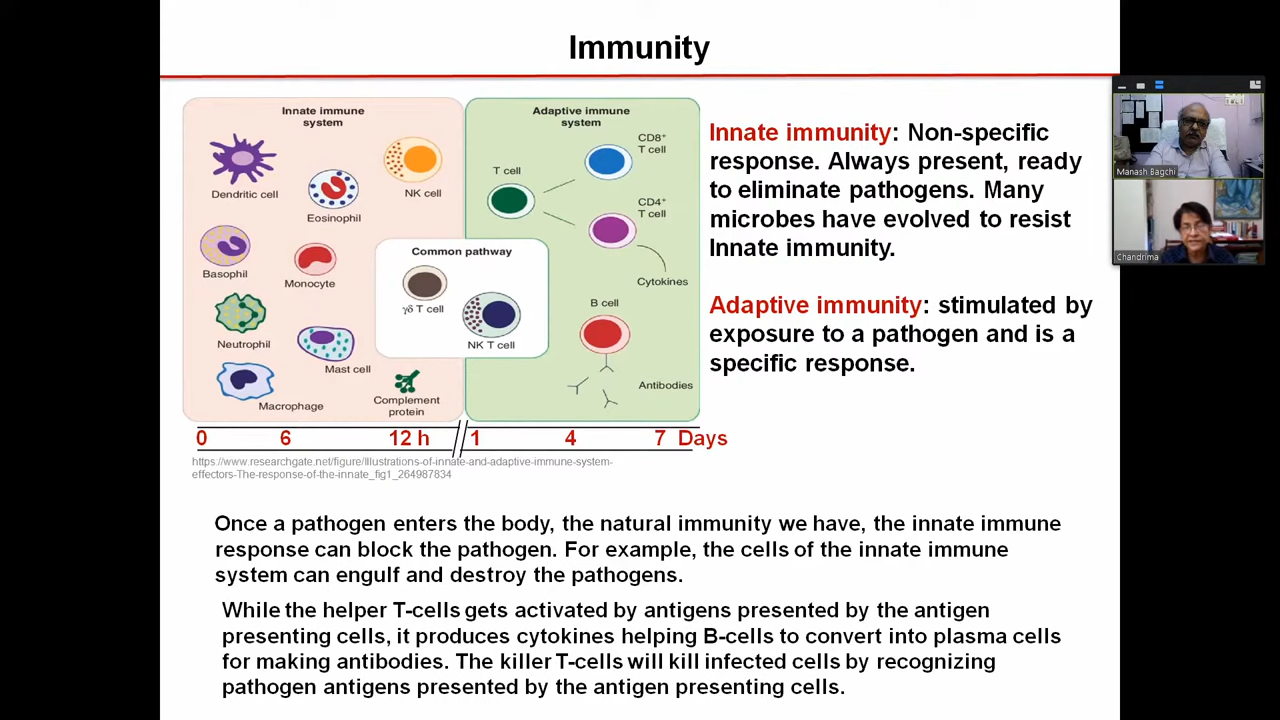 Immunity
Innate immune
system
Dendritic cell
Eosinophil
NK cell
Basophil
Monocyte
Neutrophil
Mast cell
Macrophage
Complement
protein
Common pathway
γδ T cell
NK T cell
Adaptive immune
system
T cell
CD8⁺
T cell
CD4⁺
T cell
Cytokines
B cell
Antibodies
0 6 12 h 1 4 7 Days
https://www.researchgate.net/figure/Illustrations-of-innate-and-adaptive-immune-system-
effectors-The-response-of-the-innate_fig1_264987834
Innate immunity: Non-specific
response. Always present, ready
to eliminate pathogens. Many
microbes have evolved to resist
Innate immunity.
Adaptive immunity: stimulated by
exposure to a pathogen and is a
specific response.
Manash Bagchi
Chandrima
Once a pathogen enters the body, the natural immunity we have, the innate immune
response can block the pathogen. For example, the cells of the innate immune
system can engulf and destroy the pathogens.
While the helper T-cells gets activated by antigens presented by the antigen
presenting cells, it produces cytokines helping B-cells to convert into plasma cells
for making antibodies. The killer T-cells will kill infected cells by recognizing
pathogen antigens presented by the antigen presenting cells.